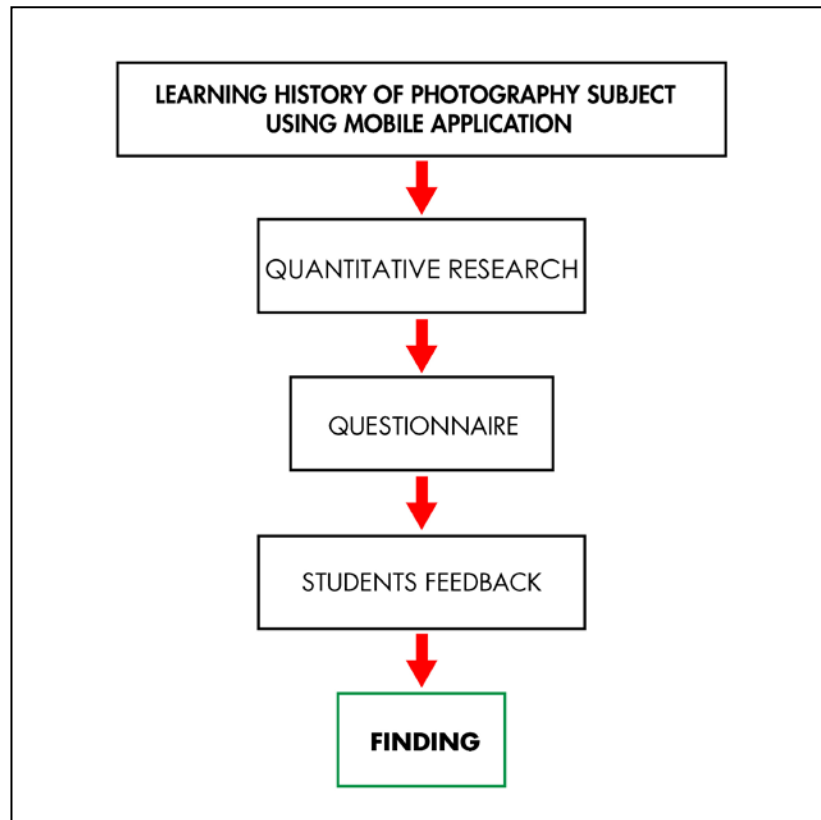 LEARNING HISTORY OF PHOTOGRAPHY SUBJECT
USING MOBILE APPLICATION
QUANTITATIVE RESEARCH
QUESTIONNAIRE
STUDENTS FEEDBACK
FINDING